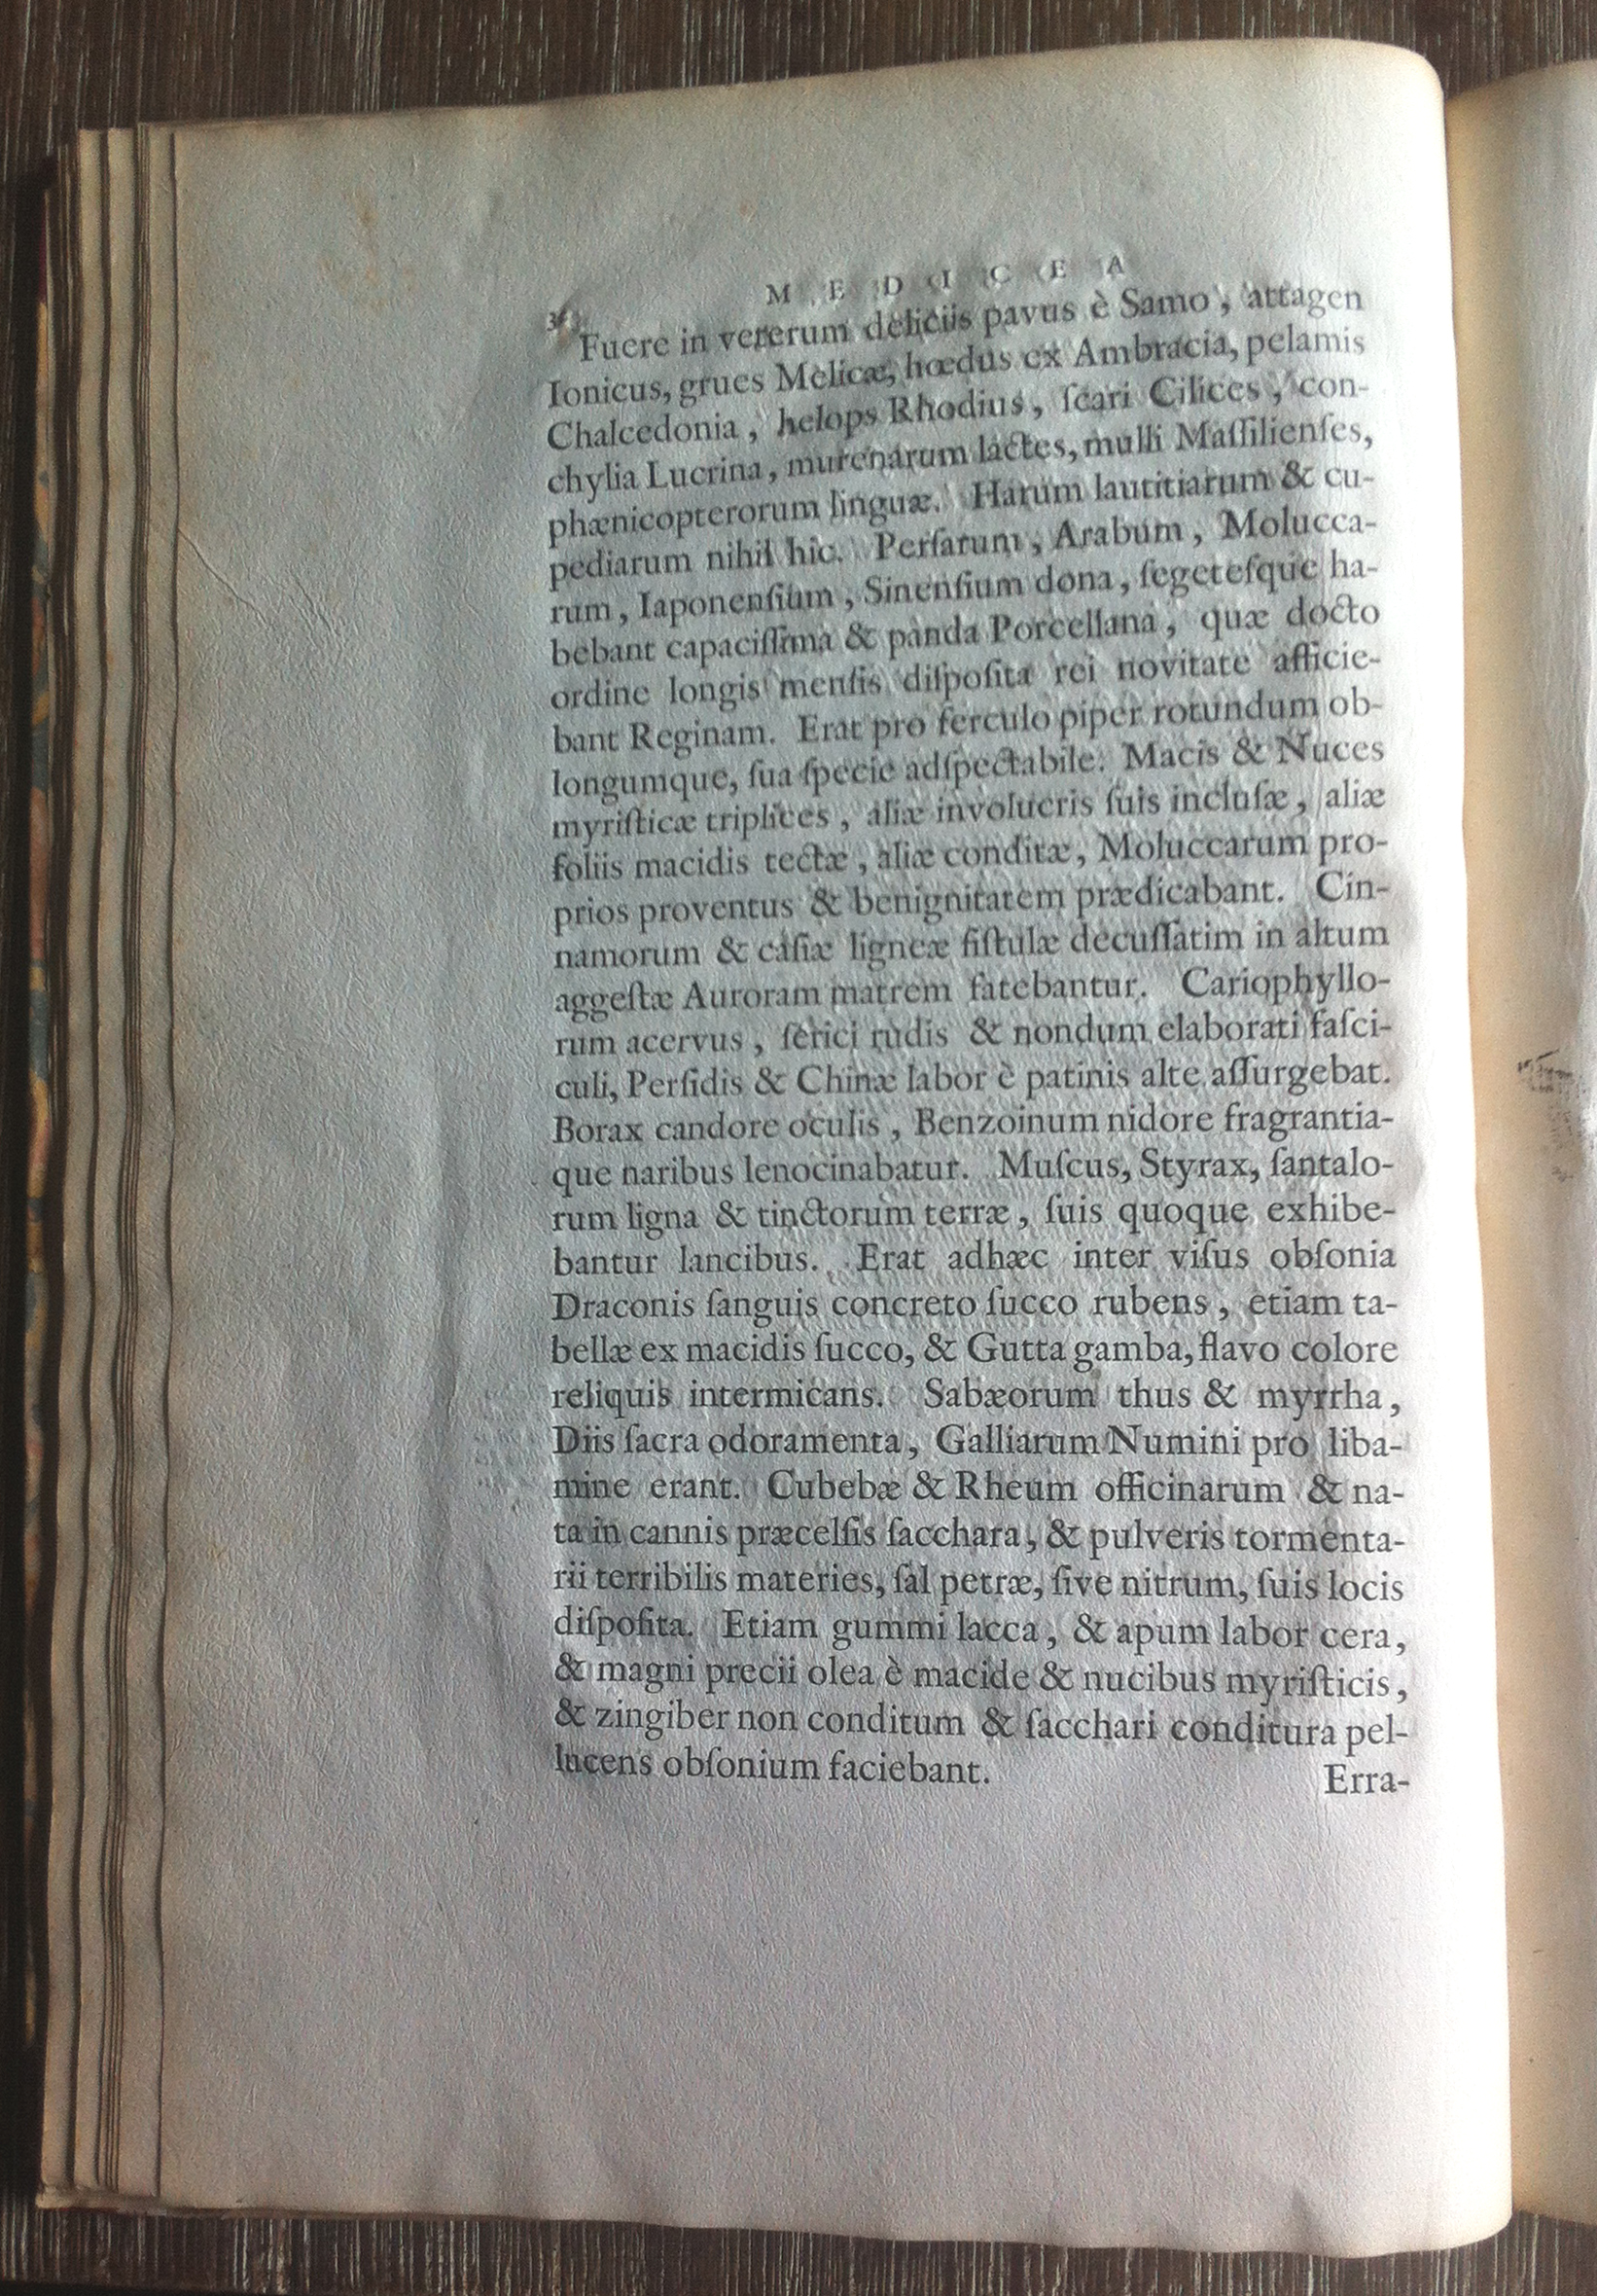 MEDICEA
Fuere in veterum deliciis pavus è Samo, attagen
Ionicus, grues Melicæ, hœdus ex Ambracia, pelamis
Chalcedonia, helops Rhodius, ſcari Cilices, con-
chylia Lucrina, murenarum lactes, mulli Maſſilienſes,
phænicopterorum linguæ. Harum lautitiarum & cu-
pediarum nihil hic. Perſarum, Arabum, Molucca-
rum, Iaponenſium, Sinenſium dona, ſegeteſque ha-
bebant capaciſſima & panda Porcellana, quæ docto
ordine longis menſis diſpoſita rei novitate afficie-
bant Reginam. Erat pro ferculo piper rotundum ob-
longumque, ſua ſpecie adſpectabile. Macis & Nuces
myriſticæ triplices, aliæ involucris ſuis incluſæ, aliæ
foliis macidis tectæ, aliæ conditæ, Moluccarum pro-
prios proventus & benignitatem prædicabant. Cin-
namorum & caſiæ ligneæ fiſtulæ decuſſatim in altum
aggeſtæ Auroram matrem fatebantur. Cariophyllo-
rum acervus, ſerici rudis & nondum elaborati faſci-
culi, Perſidis & Chinæ labor è patinis alte aſſurgebat.
Borax candore oculis, Benzoinum nidore fragrantia-
que naribus lenocinabatur. Muſcus, Styrax, ſantalo-
rum ligna & tinctorum terræ, ſuis quoque exhibe-
bantur lancibus. Erat adhæc inter viſus obſonia
Draconis ſanguis concreto ſucco rubens, etiam ta-
bellæ ex macidis ſucco, & Gutta gamba, flavo colore
reliquis intermicans. Sabæorum thus & myrrha,
Diis ſacra odoramenta, Galliarum Numini pro liba-
mine erant. Cubebæ & Rheum officinarum & na-
ta in cannis præcelſis ſacchara, & pulveris tormenta-
rii terribilis materies, ſal petræ, ſive nitrum, ſuis locis
diſpoſita. Etiam gummi lacca, & apum labor cera,
& magni precii olea è macide & nucibus myriſticis,
& zingiber non conditum & ſacchari conditura pel-
lucens obſonium faciebant.
Erra-